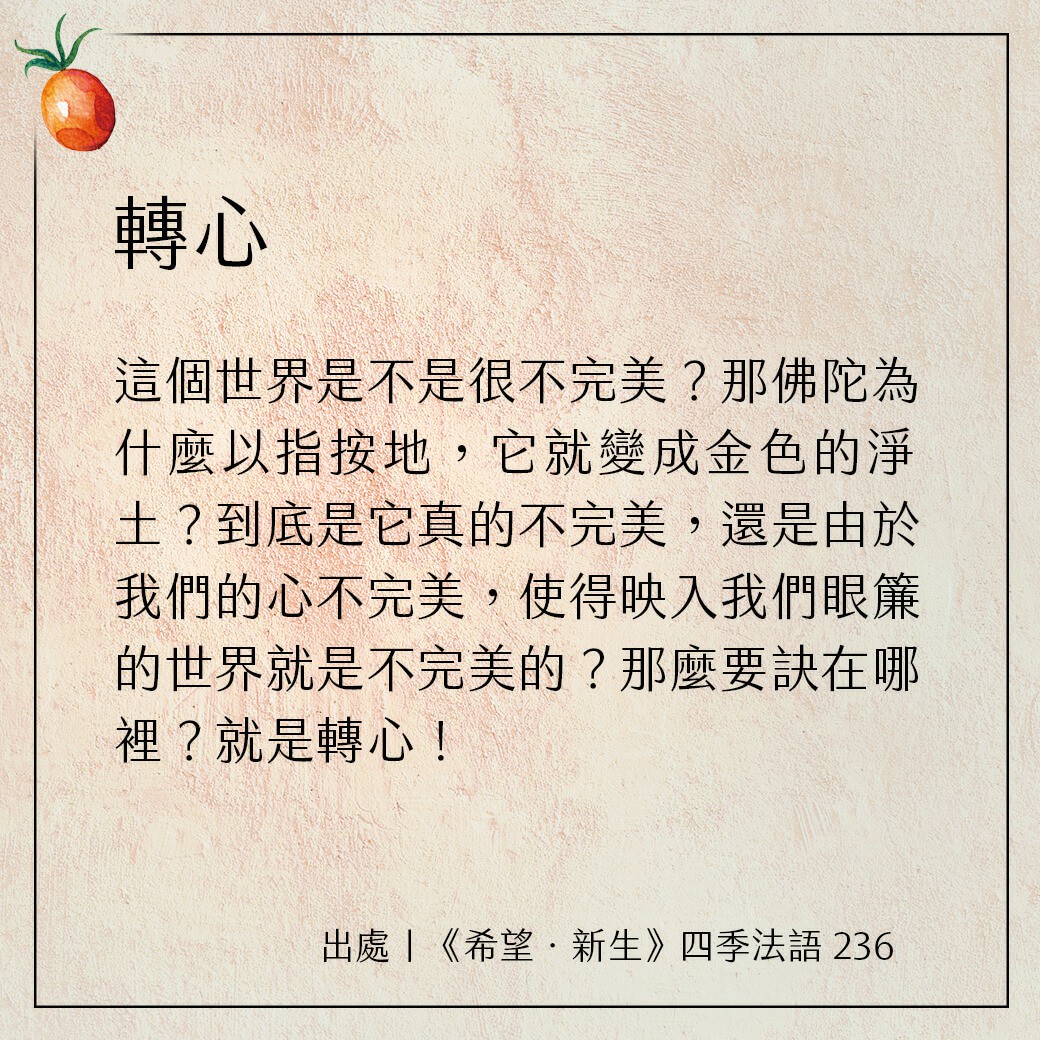 轉心
這個世界是不是很不完美？那佛陀為
什麼以指按地，它就變成金色的淨
土？到底是它真的不完美，還是由於
我們的心不完美，使得映入我們眼簾
的世界就是不完美的？那麼要訣在哪
裡？就是轉心！
出處｜《希望．新生》四季法語 236